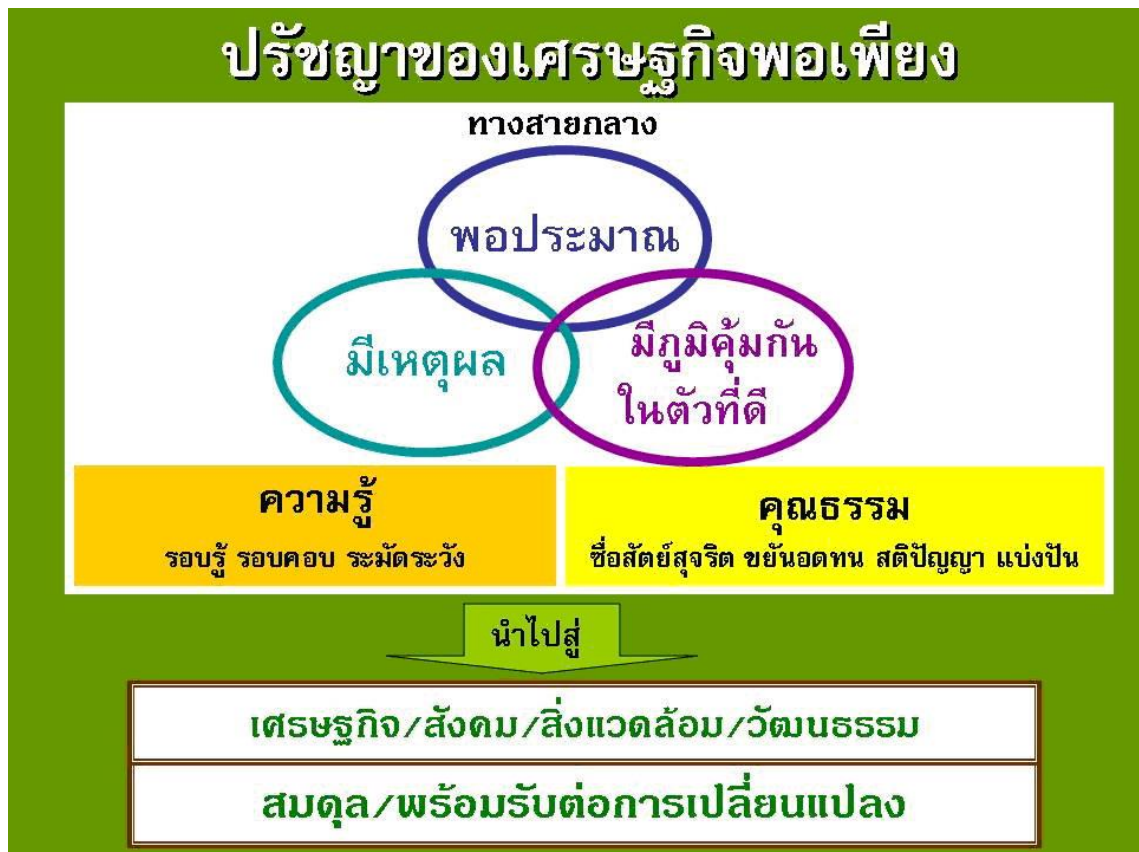 ปรัชญาของเศรษฐกิจพอเพียง
ทางสายกลาง
พอประมาณ
มีเหตุผล
มีภูมิคุ้มกัน
ในตัวที่ดี
ความรู้
รอบรู้ รอบคอบ ระมัดระวัง
คุณธรรม
ซื่อสัตย์สุจริต ขยันอดทน สติปัญญา แบ่งปัน
นำไปสู่
เศรษฐกิจ/สังคม/สิ่งแวดล้อม/วัฒนธรรม
สมดุล/พร้อมรับต่อการเปลี่ยนแปลง